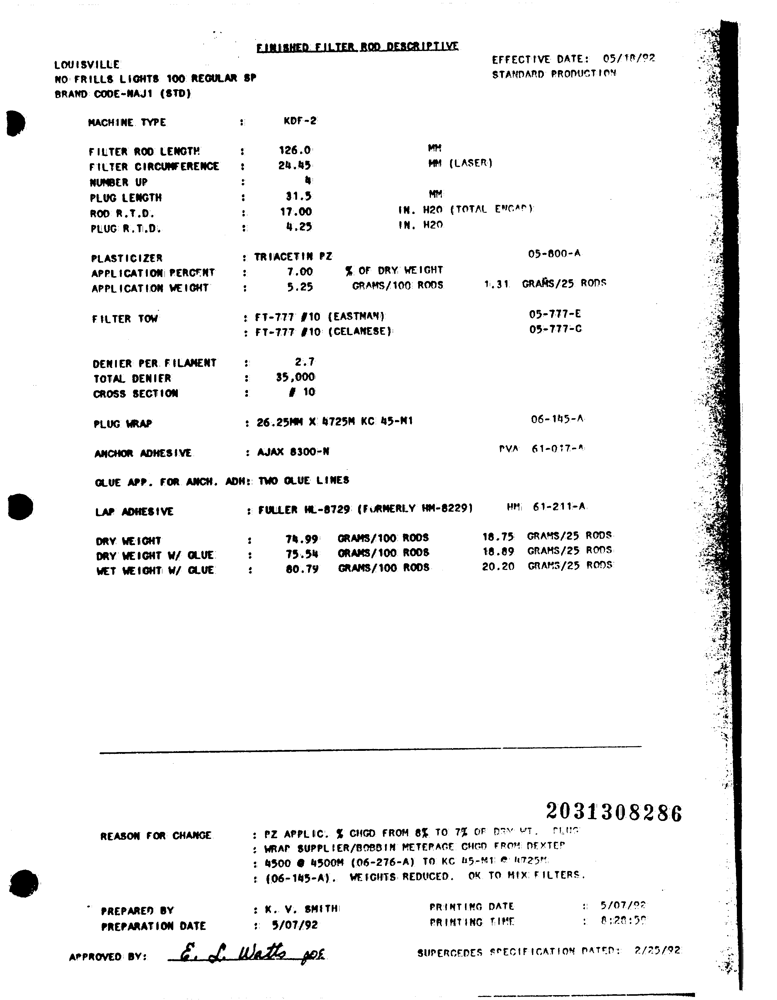 FINISHED FILTER ROD DESCRIPTIVE
LOUISVILLE EFFECTIVE DATE: 05/18/92
NO FRILLS LIGHTS 100 REGULAR SP STANDARD PRODUCTION
BRAND CODE-NAJ1 (STD)
MACHINE TYPE : KDF-2
FILTER ROD LENGTH : 126.0 MM
FILTER CIRCUMFERENCE : 24.45 MM (LASER)
NUMBER UP : 4
PLUG LENGTH : 31.5 MM
ROD R.T.D. : 17.00 IN. H2O (TOTAL ENCAP)
PLUG R.T.D. : 4.25 IN. H2O
PLASTICIZER : TRIACETIN PZ 05-800-A
APPLICATION PERCENT : 7.00 % OF DRY WEIGHT
APPLICATION WEIGHT : 5.25 GRAMS/100 RODS 1.31 GRAMS/25 RODS
FILTER TOW : FT-777 #10 (EASTMAN) 05-777-E
: FT-777 #10 (CELANESE) 05-777-C
DENIER PER FILAMENT : 2.7
TOTAL DENIER : 35,000
CROSS SECTION : # 10
PLUG WRAP : 26.25MM X 4725M KC 45-M1 06-145-A
ANCHOR ADHESIVE : AJAX 8300-N PVA 61-017-A
GLUE APP. FOR ANCH. ADH: TWO GLUE LINES
LAP ADHESIVE : FULLER HL-8729 (FORMERLY HM-8229) HM 61-211-A
DRY WEIGHT : 74.99 GRAMS/100 RODS 18.75 GRAMS/25 RODS
DRY WEIGHT W/ GLUE : 75.54 GRAMS/100 RODS 18.89 GRAMS/25 RODS
WET WEIGHT W/ GLUE : 80.79 GRAMS/100 RODS 20.20 GRAMS/25 RODS
2031308286
REASON FOR CHANGE : PZ APPLIC. % CHGD FROM 8% TO 7% OF DRY WT. PLUG
: WRAP SUPPLIER/BOBBIN METERAGE CHGD FROM DEXTER
: 4500 @ 4500M (06-276-A) TO KC 45-M1 @ 4725M
: (06-145-A). WEIGHTS REDUCED. OK TO MIX FILTERS.
PREPARED BY : K. V. SMITH PRINTING DATE : 5/07/92
PREPARATION DATE : 5/07/92 PRINTING TIME : 8:28:59
APPROVED BY: E. L. Watts SUPERCEDES SPECIFICATION DATED: 2/25/92